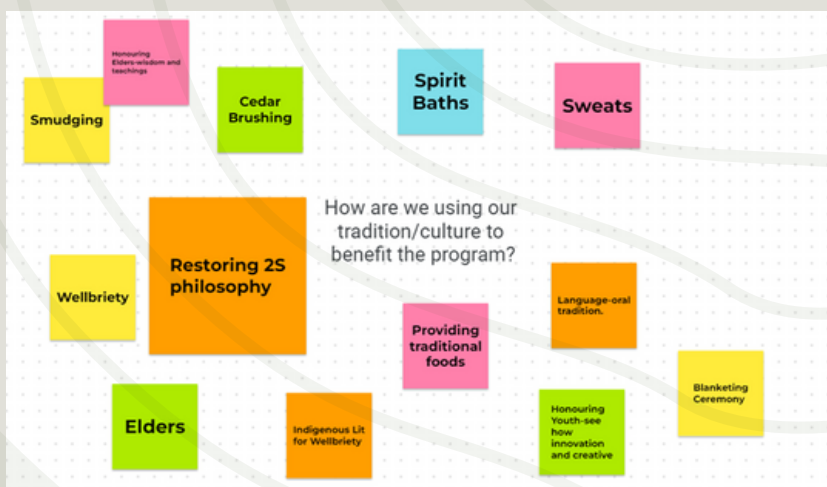 Honouring
Elders-wisdom and
teachings
Smudging
Cedar
Brushing
Spirit
Baths
Sweats
How are we using our
tradition/culture to
benefit the program?
Restoring 2S
philosophy
Wellbriety
Language-oral
tradition.
Providing
traditional
foods
Blanketing
Ceremony
Elders
Indigenous Lit
for Wellbriety
Honouring
Youth-see
how
innovation
and creative